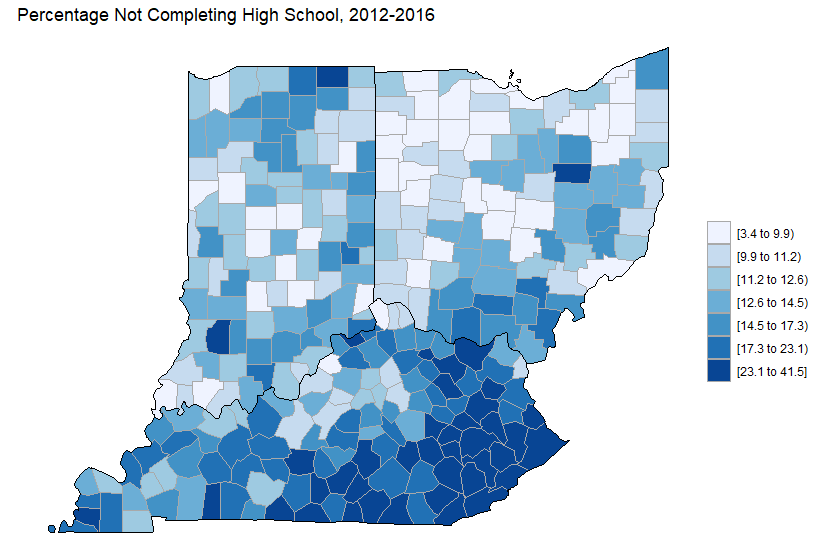 Percentage Not Completing High School, 2012-2016
[3.4 to 9.9)
[9.9 to 11.2)
[11.2 to 12.6)
[12.6 to 14.5)
[14.5 to 17.3)
[17.3 to 23.1)
[23.1 to 41.5]